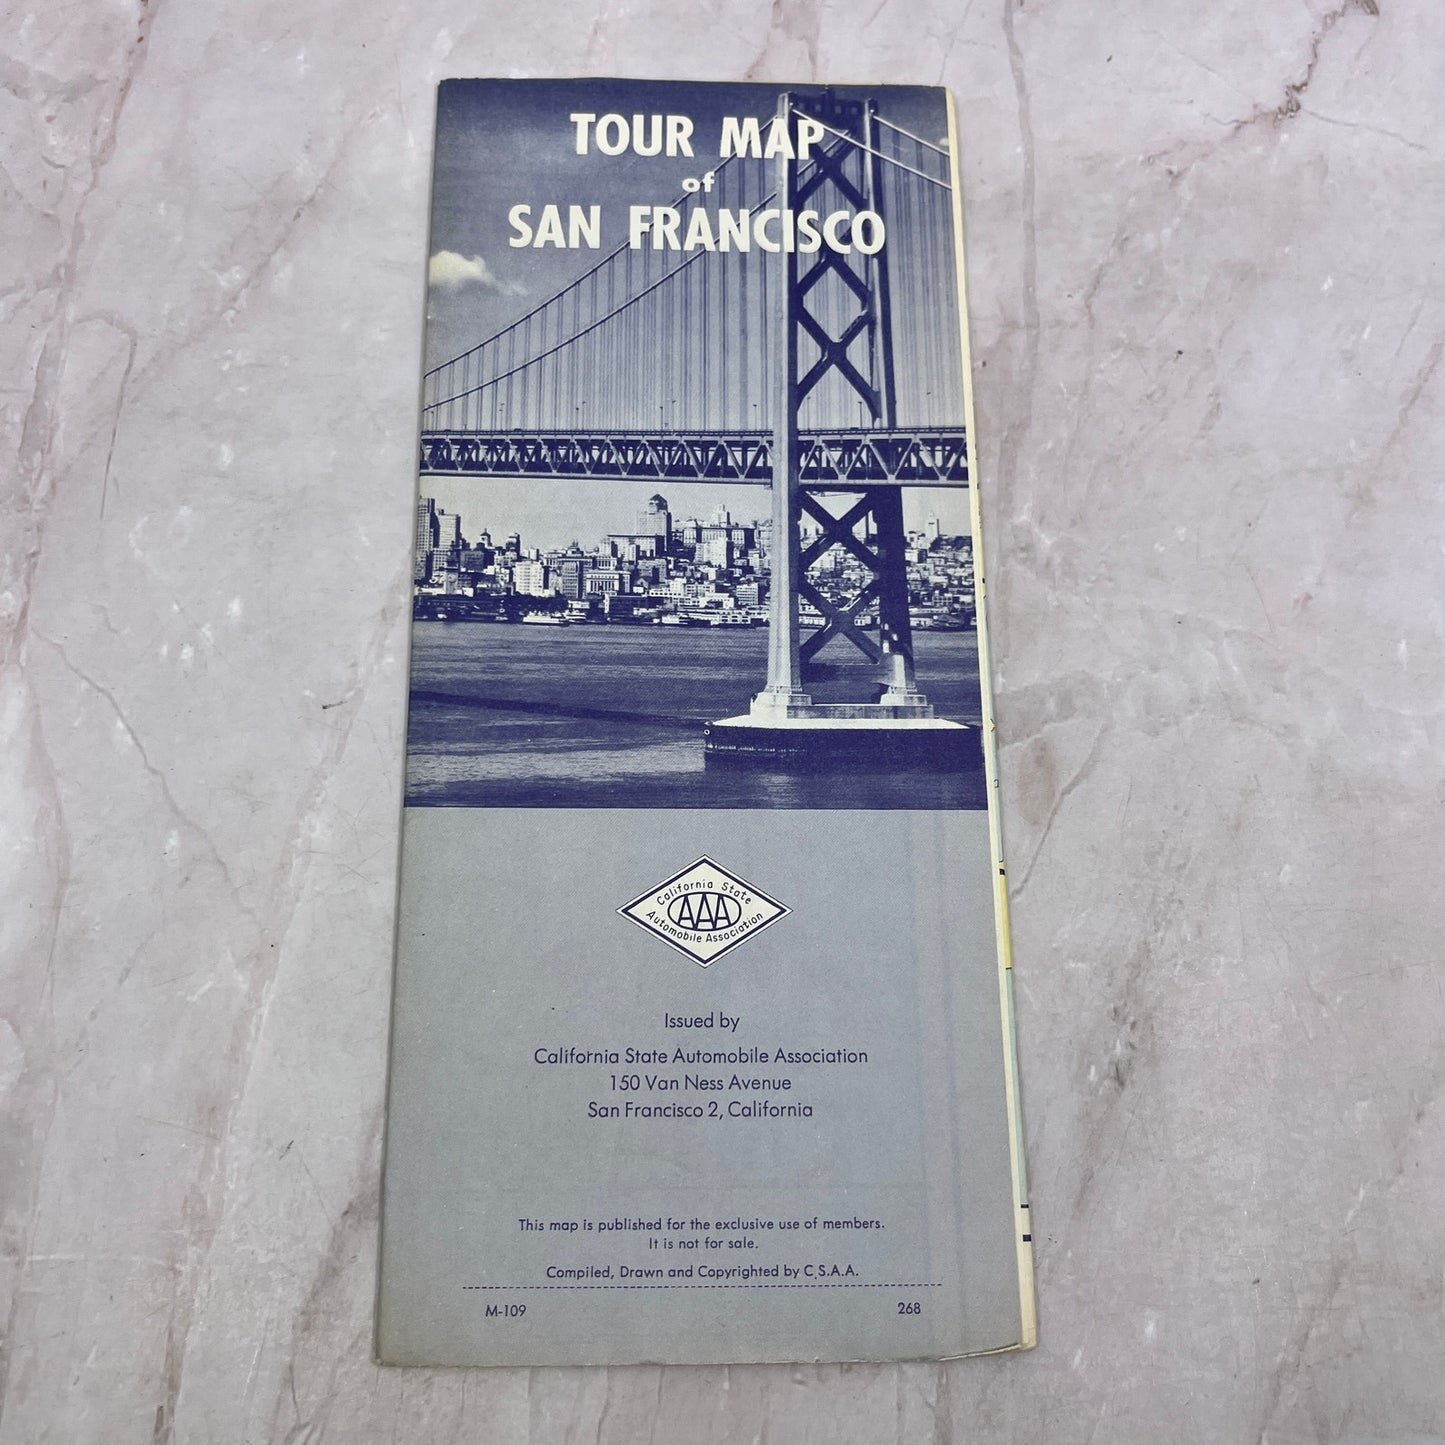 TOUR MAP
of
SAN FRANCISCO
California State
AAA
Automobile Association
Issued by
California State Automobile Association
150 Van Ness Avenue
San Francisco 2, California
This map is published for the exclusive use of members.
It is not for sale.
Compiled, Drawn and Copyrighted by C.S.A.A.
M-109 268